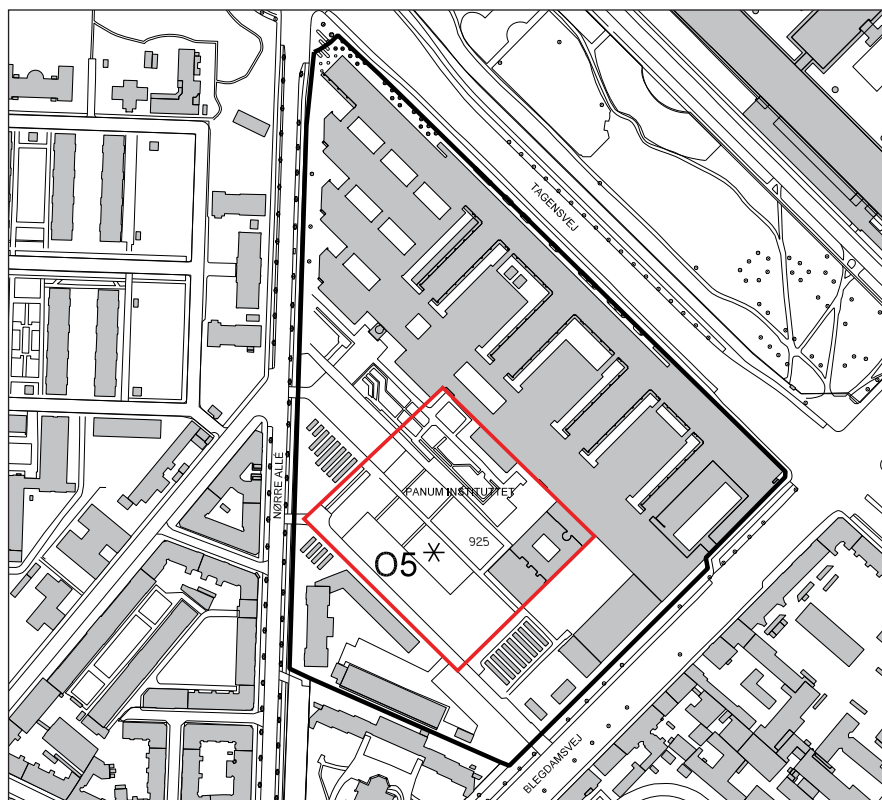 TAGENSVEJ
NØRRE ALLÉ
PANUM INSTITUTTET
925
O5*
BLEGDAMSVEJ